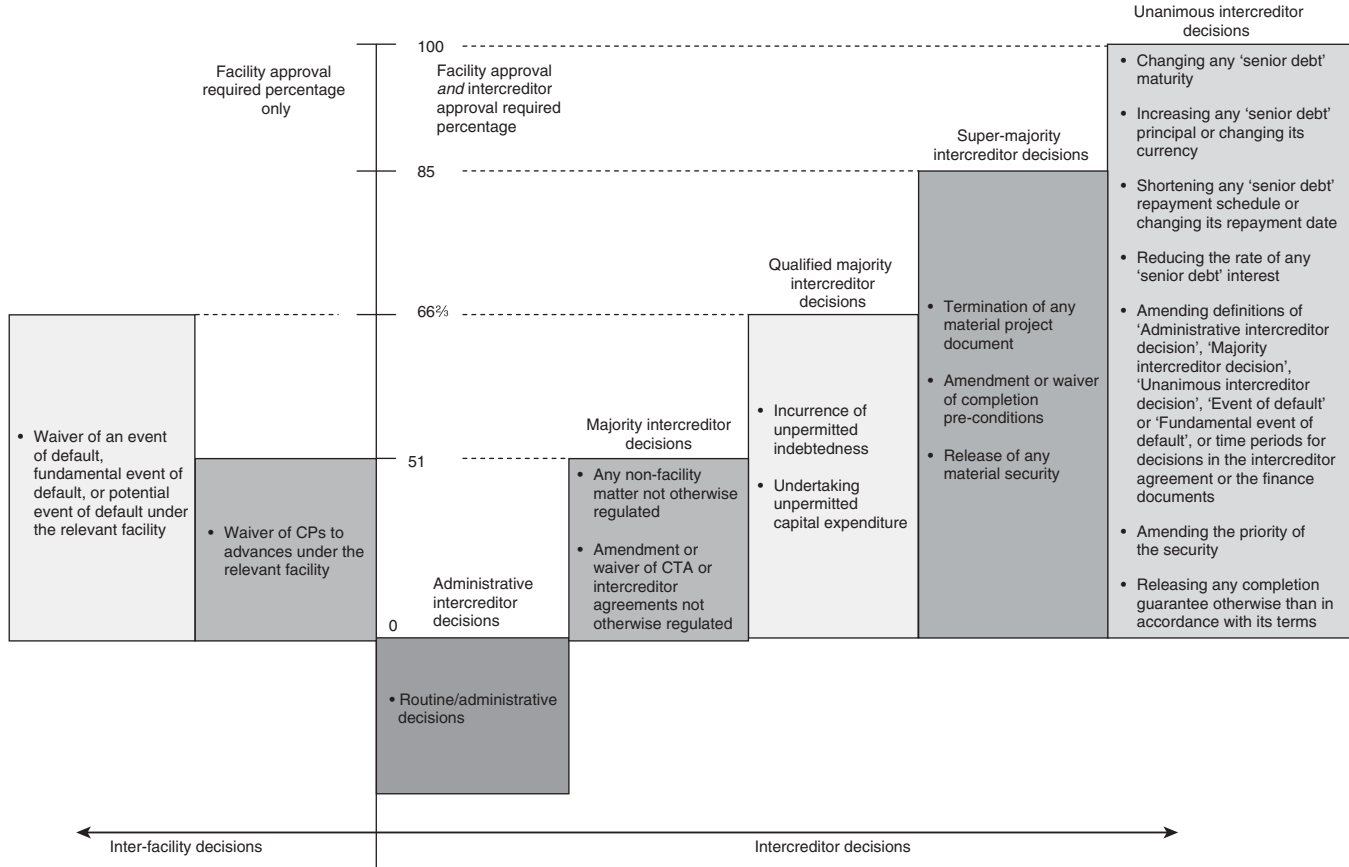 Unanimous intercreditor
decisions
100
Facility approval
required percentage
only
Facility approval
and intercreditor
approval required
percentage
• Changing any ‘senior debt’
maturity
• Increasing any ‘senior debt’
principal or changing its
currency
• Shortening any ‘senior debt’
repayment schedule or
changing its repayment date
• Reducing the rate of any
‘senior debt’ interest
• Amending definitions of
‘Administrative intercreditor
decision’, ‘Majority
intercreditor decision’,
‘Unanimous intercreditor
decision’, ‘Event of default’
or ‘Fundamental event of
default’, or time periods for
decisions in the intercreditor
agreement or the finance
documents
• Amending the priority of
the security
• Releasing any completion
guarantee otherwise than in
accordance with its terms
Super-majority
intercreditor decisions
85
• Termination of any
material project
document
• Amendment or waiver
of completion
pre-conditions
• Release of any
material security
Qualified majority
intercreditor
decisions
66⅔
• Incurrence of
unpermitted
indebtedness
• Undertaking
unpermitted
capital expenditure
Majority intercreditor
decisions
51
• Any non-facility
matter not otherwise
regulated
• Amendment or
waiver of CTA or
intercreditor
agreements not
otherwise regulated
• Waiver of an event
of default,
fundamental event of
default, or potential
event of default under
the relevant facility
• Waiver of CPs to
advances under the
relevant facility
Administrative
intercreditor
decisions
0
• Routine/administrative
decisions
Inter-facility decisions
Intercreditor decisions